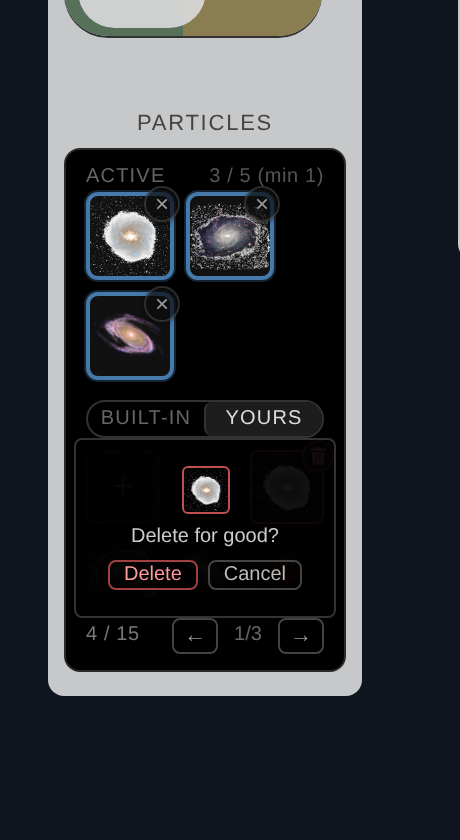 PARTICLES
ACTIVE 3 / 5 (min 1)
BUILT-IN YOURS
Delete for good?
Delete Cancel
4 / 15 ← 1/3 →